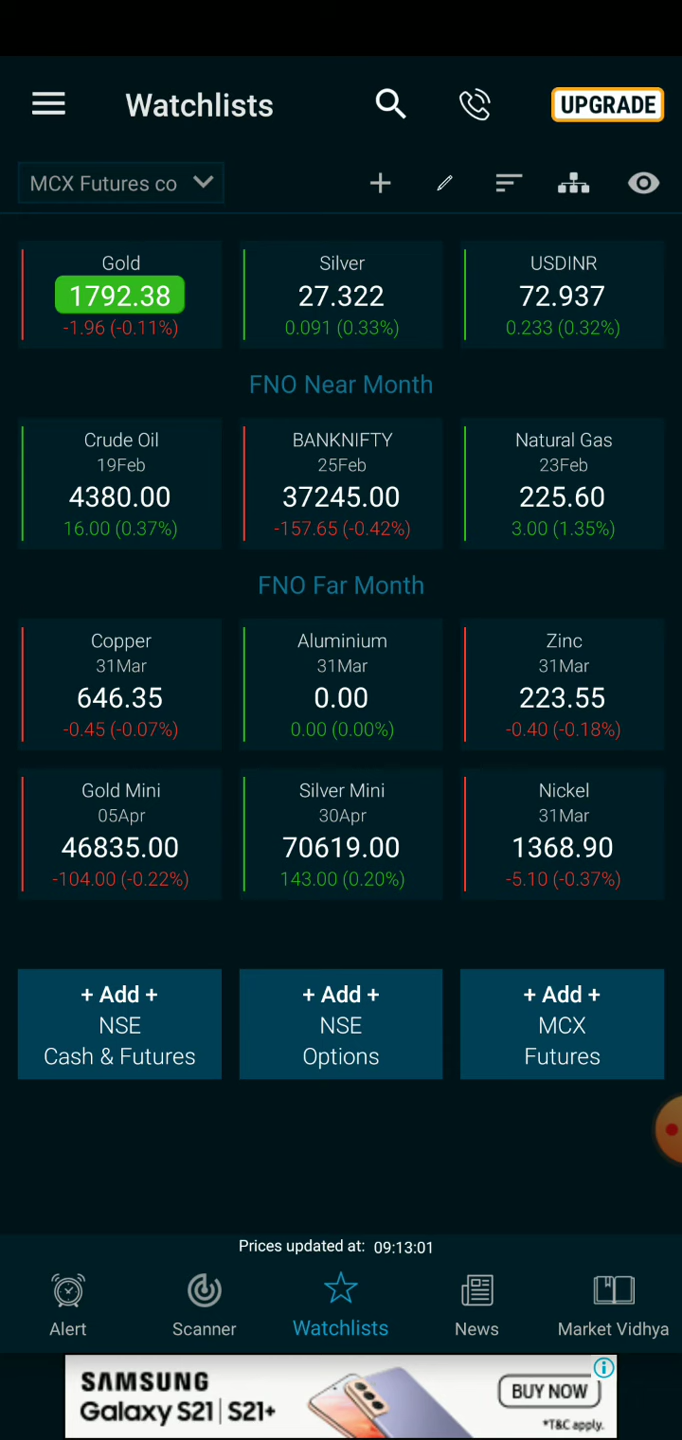 Watchlists
UPGRADE
MCX Futures co
Gold
1792.38
-1.96 (-0.11%)
Silver
27.322
0.091 (0.33%)
USDINR
72.937
0.233 (0.32%)
FNO Near Month
Crude Oil
19Feb
4380.00
16.00 (0.37%)
BANKNIFTY
25Feb
37245.00
-157.65 (-0.42%)
Natural Gas
23Feb
225.60
3.00 (1.35%)
FNO Far Month
Copper
31Mar
646.35
-0.45 (-0.07%)
Aluminium
31Mar
0.00
0.00 (0.00%)
Zinc
31Mar
223.55
-0.40 (-0.18%)
Gold Mini
05Apr
46835.00
-104.00 (-0.22%)
Silver Mini
30Apr
70619.00
143.00 (0.20%)
Nickel
31Mar
1368.90
-5.10 (-0.37%)
+ Add +
NSE
Cash & Futures
+ Add +
NSE
Options
+ Add +
MCX
Futures
Prices updated at: 09:13:01
Alert
Scanner
Watchlists
News
Market Vidhya
SAMSUNG
Galaxy S21 | S21+
BUY NOW
*T&C apply.